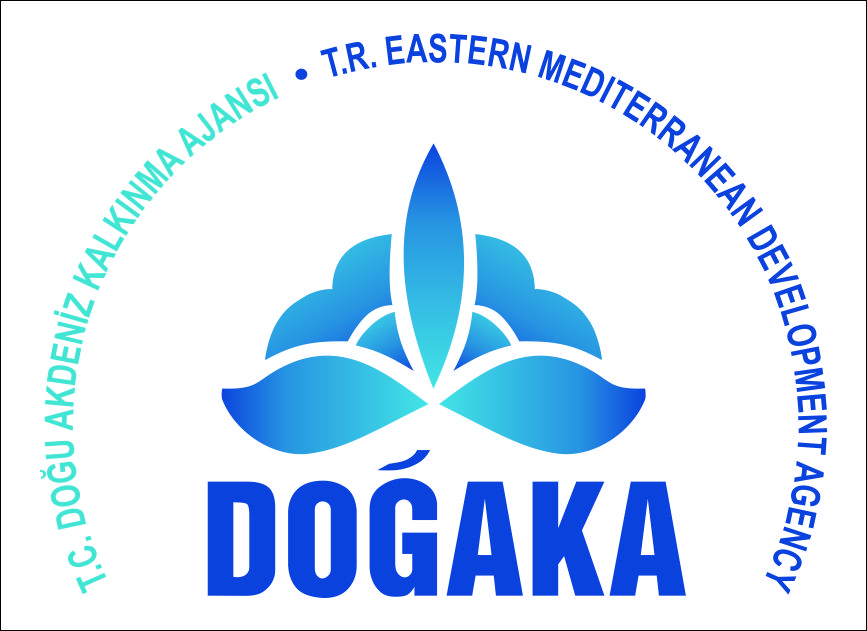 T.C. DOĞU AKDENİZ KALKINMA AJANSI • T.R. EASTERN MEDITERRANEAN DEVELOPMENT AGENCY
DOĞAKA